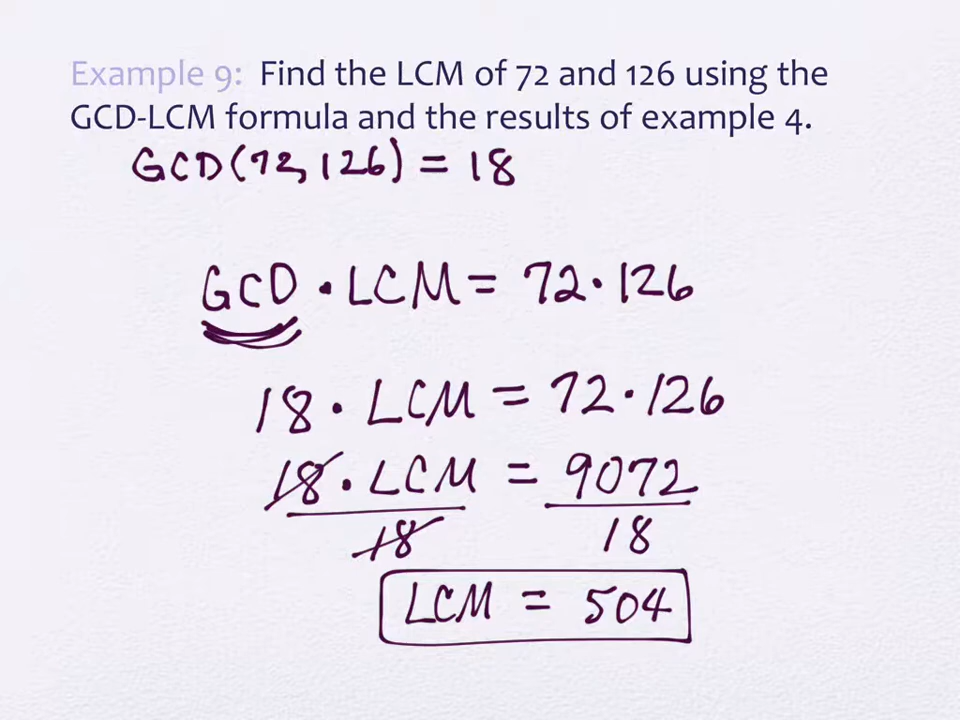 Example 9: Find the LCM of 72 and 126 using the
GCD-LCM formula and the results of example 4.
GCD(72, 126) = 18
GCD · LCM = 72 · 126
18 · LCM = 72 · 126
18 · LCM = 9072
18 18
LCM = 504